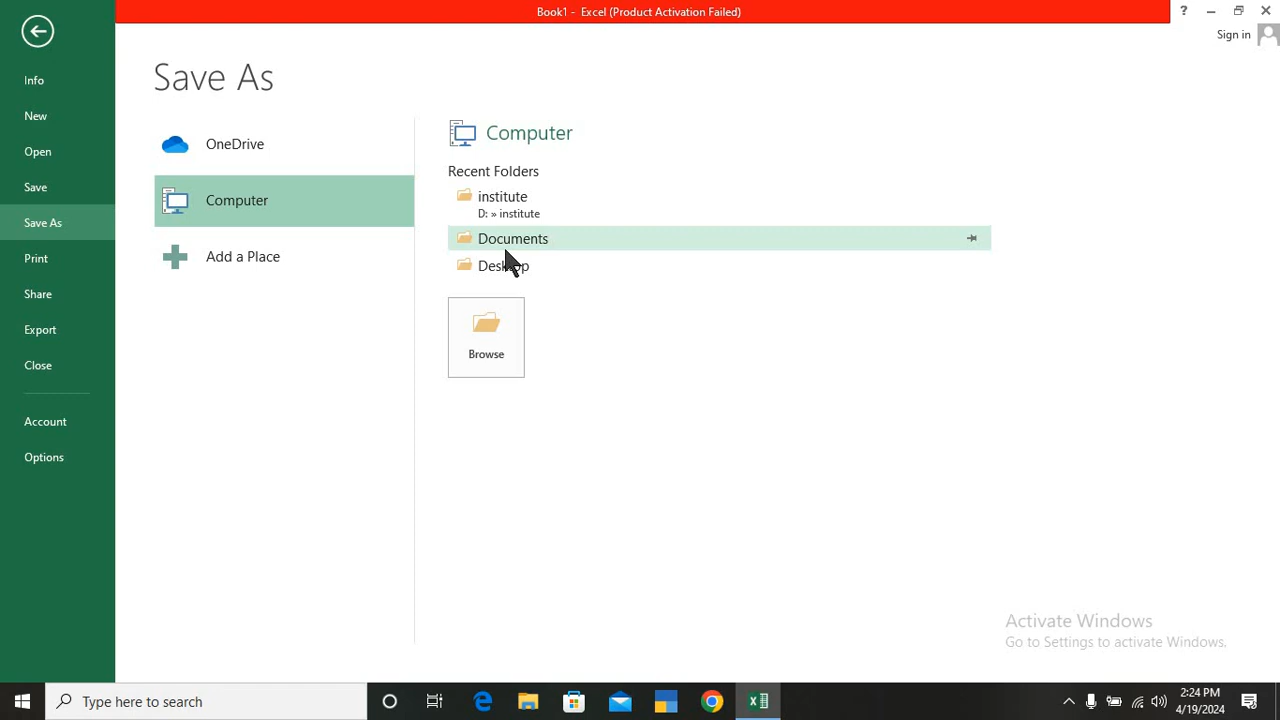 Book1 - Excel (Product Activation Failed)
?
Sign in
Info
New
Open
Save
Save As
Print
Share
Export
Close
Account
Options
Save As
OneDrive
Computer
Add a Place
Computer
Recent Folders
institute
D: » institute
Documents
Desktop
Browse
Activate Windows
Go to Settings to activate Windows.
Type here to search
2:24 PM
4/19/2024